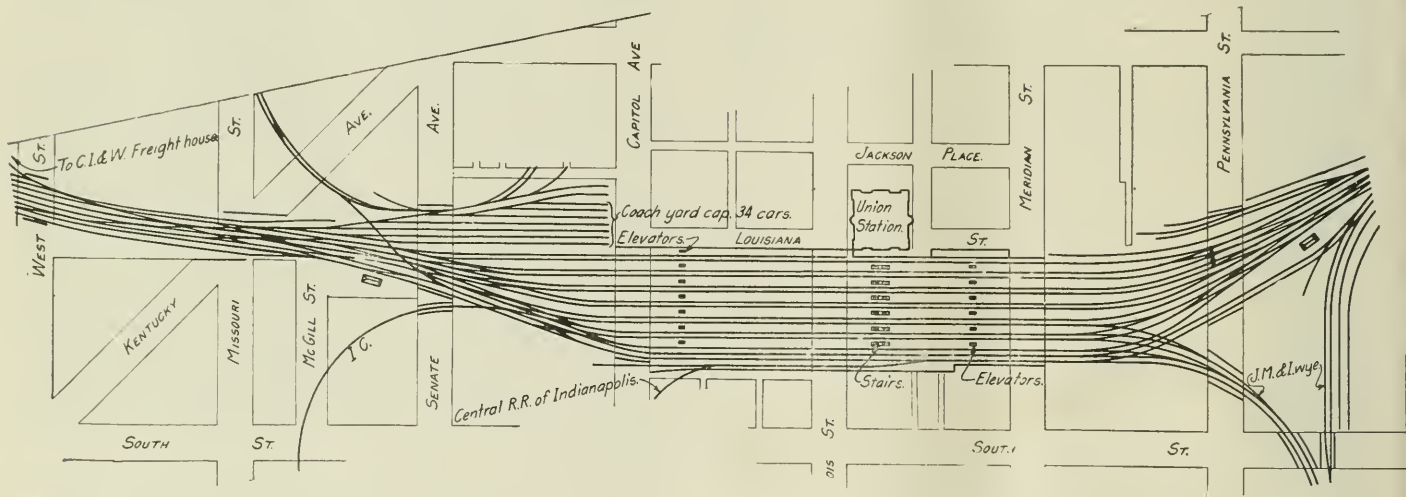 ST.
To C.I.& W. Freight house
WEST
ST.
AVE.
AVE.
CAPITOL AVE
JACKSON PLACE.
MERIDIAN ST.
PENNSYLVANIA ST.
Coach yard cap. 34 cars.
Elevators.
LOUISIANA ST.
Union
Station.
KENTUCKY
MISSOURI
McGILL ST.
I C.
SENATE
Central R.R. of Indianapolis.
Stairs.
Elevators.
J.M.& I. wye
SOUTH ST.
ST.
OIS
SOUTH ST.